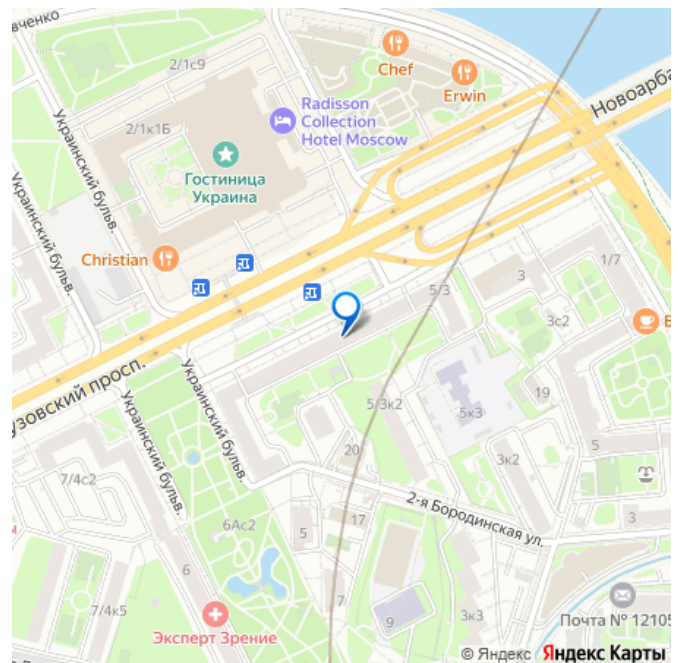 вченко
2/1с9
Chef
Erwin
Новоарба
Radisson
Collection
Hotel Moscow
2/1к1Б
Украинский бульв.
Гостиница
Украина
Украинский бульв.
Christian
1/7
3
5/3
3с2
Б
узовский просп.
Украинский бульв.
19
5/3к2
5к3
Украинский бульв.
20
3к2
5
7/4с2
2-я Бородинская ул.
17
3
6Ас2
5
6
7
Почта № 12105
9
3к3
7/4к5
Эксперт Зрение
© Яндекс Яндекс Карты